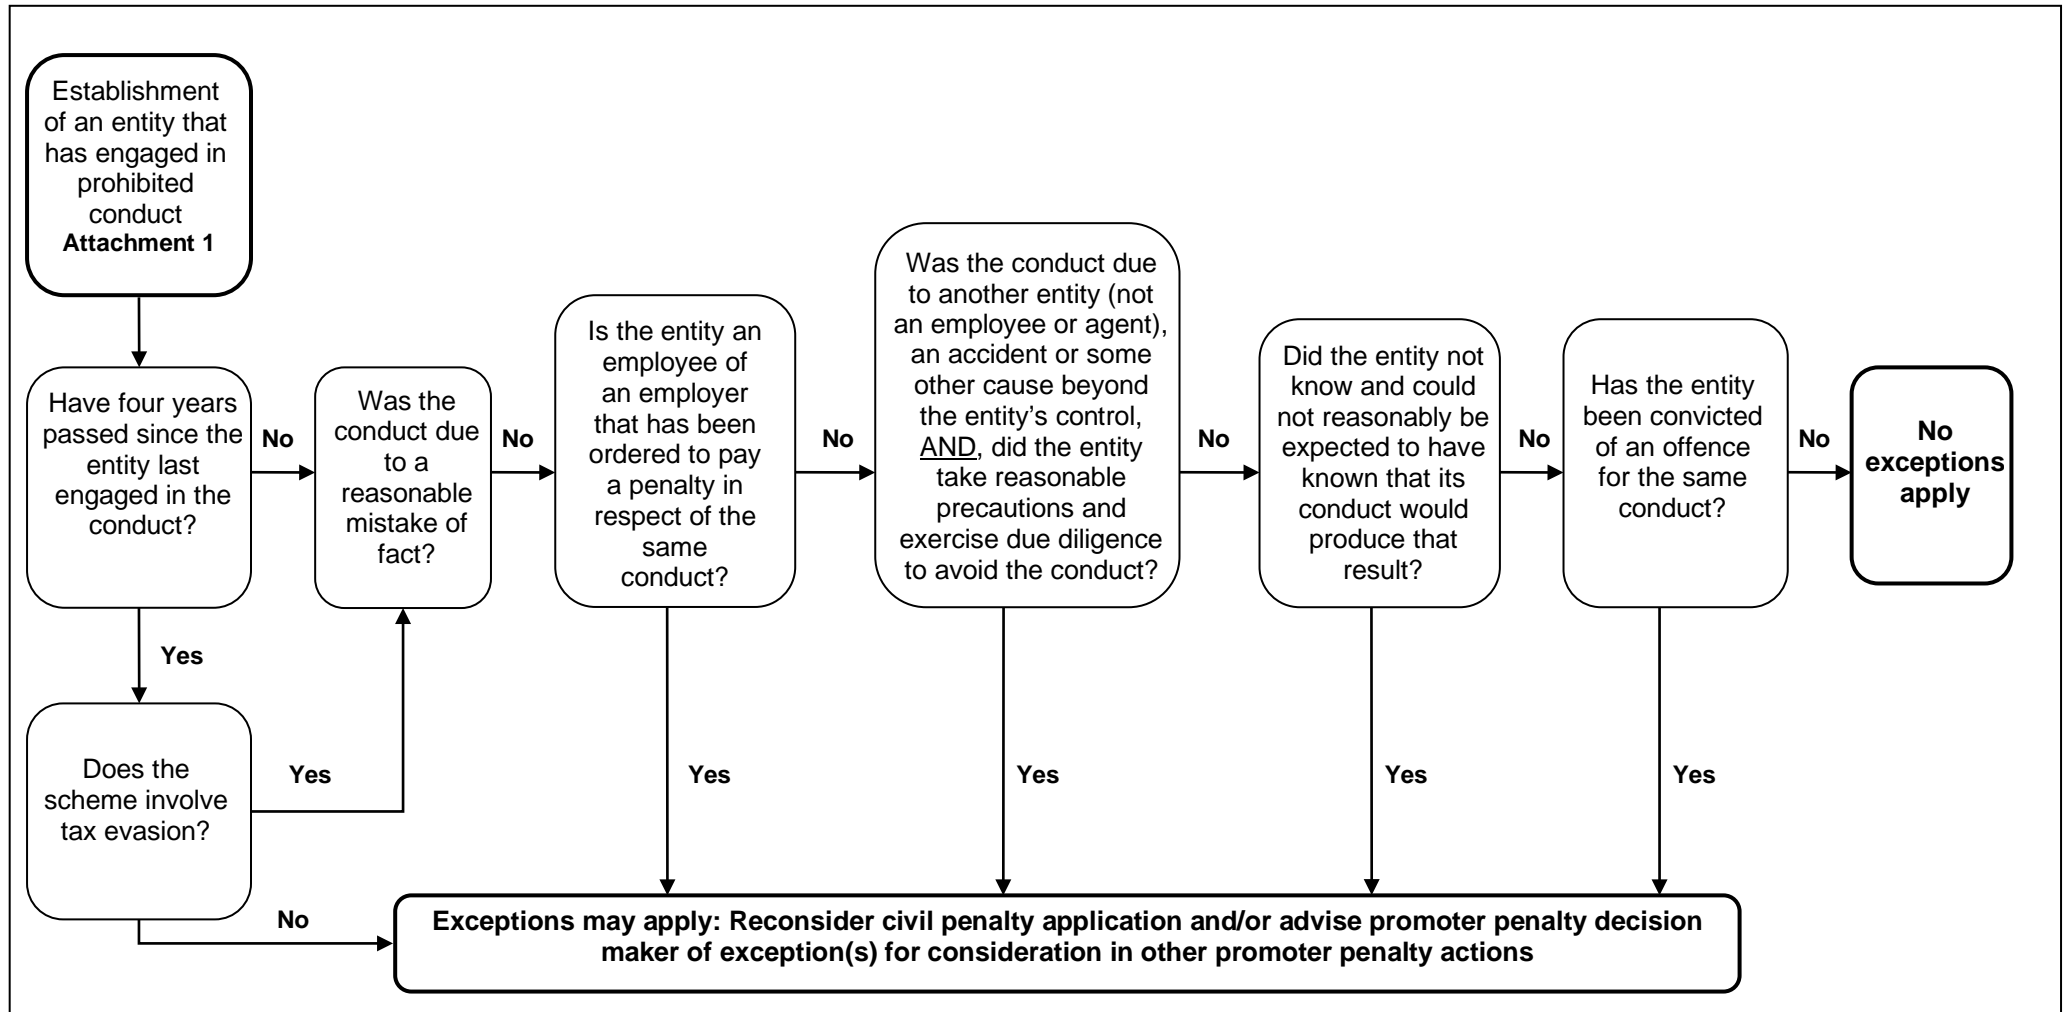 Establishment
of an entity that
has engaged in
prohibited
conduct
Attachment 1
Have four years
passed since the
entity last
engaged in the
conduct?
No
Was the
conduct due
to a
reasonable
mistake of
fact?
No
Is the entity an
employee of
an employer
that has been
ordered to pay
a penalty in
respect of the
same
conduct?
No
Was the conduct due
to another entity (not
an employee or agent),
an accident or some
other cause beyond
the entity’s control,
AND, did the entity
take reasonable
precautions and
exercise due diligence
to avoid the conduct?
No
Did the entity not
know and could
not reasonably be
expected to have
known that its
conduct would
produce that
result?
No
Has the entity
been convicted
of an offence
for the same
conduct?
No
No
exceptions
apply
Yes
Does the
scheme involve
tax evasion?
Yes
Yes
Yes
Yes
Yes
No
Exceptions may apply: Reconsider civil penalty application and/or advise promoter penalty decision
maker of exception(s) for consideration in other promoter penalty actions